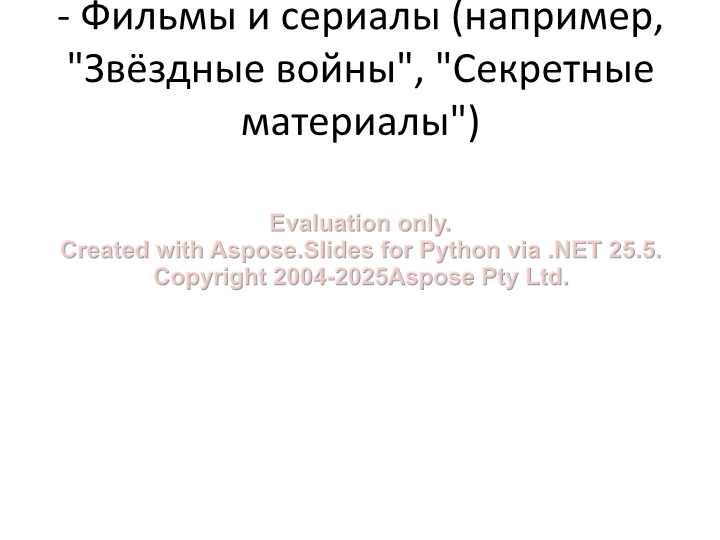 - Фильмы и сериалы (например,
"Звёздные войны", "Секретные
материалы")
Evaluation only.
Created with Aspose.Slides for Python via .NET 25.5.
Copyright 2004-2025Aspose Pty Ltd.